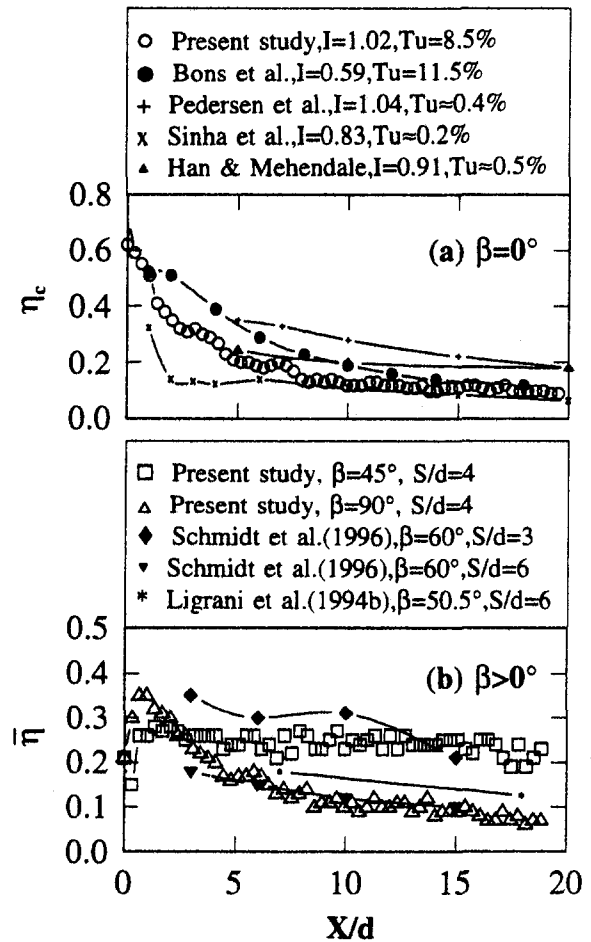 Present study,I=1.02,Tu=8.5%
Bons et al.,I=0.59,Tu=11.5%
Pedersen et al.,I=1.04,Tu≈0.4%
Sinha et al.,I=0.83,Tu≈0.2%
Han & Mehendale,I=0.91,Tu≈0.5%
0.8
(a) β=0°
0.6
ηc
0.4
0.2
0.0
Present study, β=45°, S/d=4
Present study, β=90°, S/d=4
Schmidt et al.(1996),β=60°,S/d=3
Schmidt et al.(1996),β=60°,S/d=6
Ligrani et al.(1994b),β=50.5°,S/d=6
0.5
(b) β>0°
0.4
0.3
η̄
0.2
0.1
0.0
0 5 10 15 20
X/d